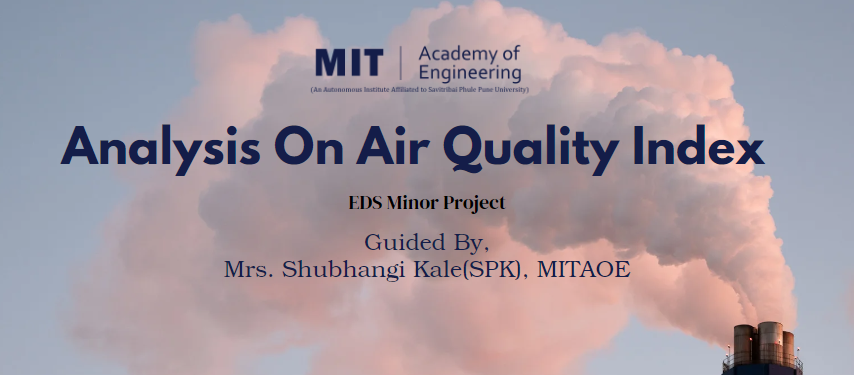 MIT | Academy of
Engineering
(An Autonomous Institute Affiliated to Savitribai Phule Pune University)
Analysis On Air Quality Index
EDS Minor Project
Guided By,
Mrs. Shubhangi Kale(SPK), MITAOE